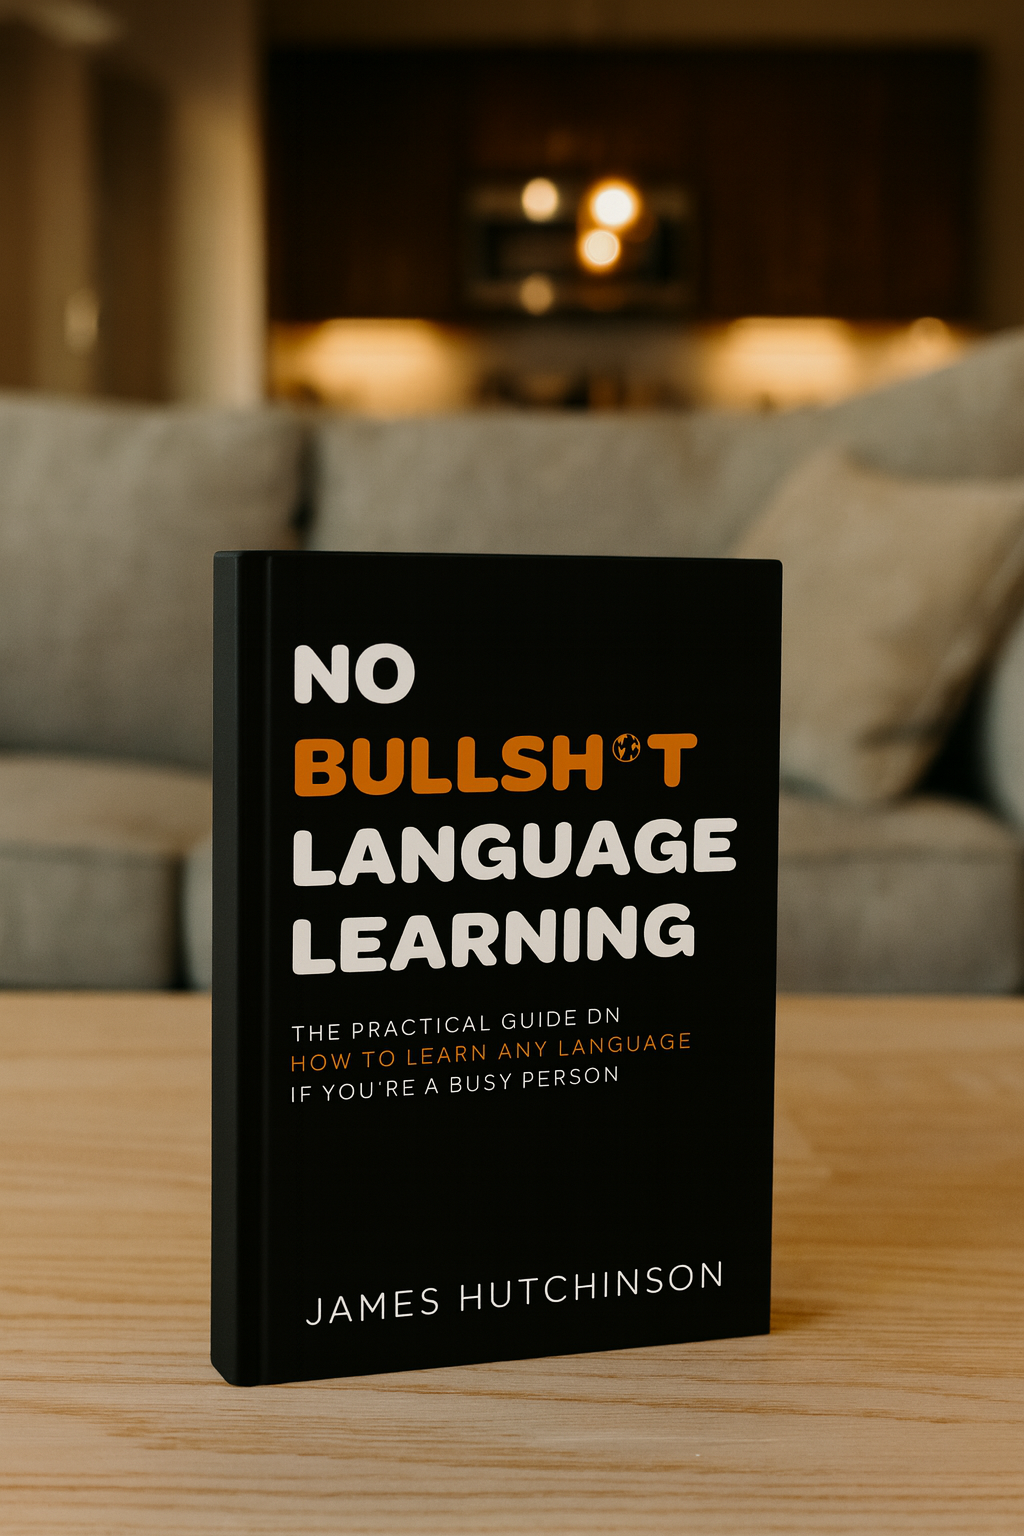 NO
BULLSH*T
LANGUAGE
LEARNING
THE PRACTICAL GUIDE DN
HOW TO LEARN ANY LANGUAGE
IF YOU'RE A BUSY PERSON
JAMES HUTCHINSON